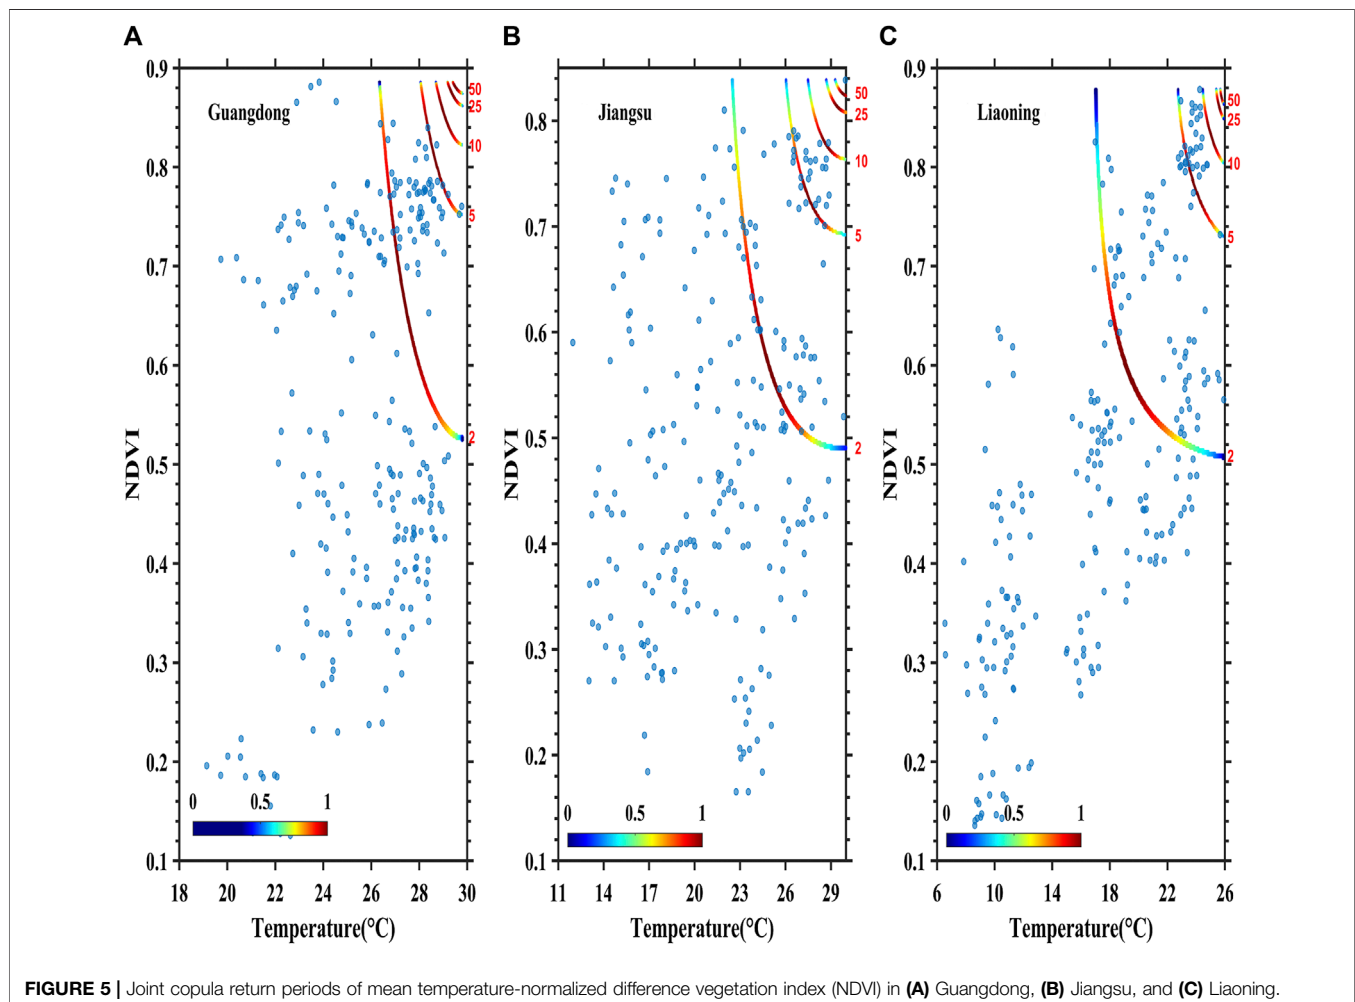 A
B
C
0.9
0.8
0.7
0.6
0.5
0.4
0.3
0.2
0.1
NDVI
Guangdong
50
25
10
5
2
0 0.5 1
18 20 22 24 26 28 30
Temperature(°C)
0.8
0.7
0.6
0.5
0.4
0.3
0.2
0.1
NDVI
Jiangsu
50
25
10
5
2
0 0.5 1
11 14 17 20 23 26 29
Temperature(°C)
0.9
0.8
0.7
0.6
0.5
0.4
0.3
0.2
0.1
NDVI
Liaoning
50
25
10
5
2
0 0.5 1
6 10 14 18 22 26
Temperature(°C)
FIGURE 5 | Joint copula return periods of mean temperature-normalized difference vegetation index (NDVI) in (A) Guangdong, (B) Jiangsu, and (C) Liaoning.